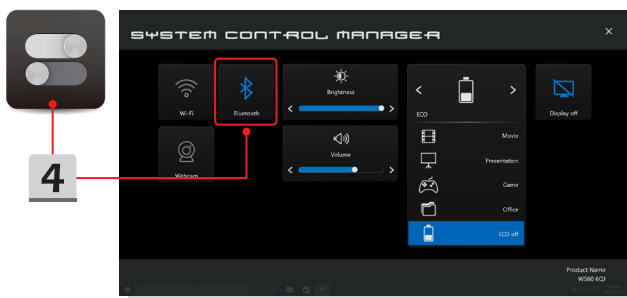 SYSTEM CONTROL MANAGER
Wi-Fi
Bluetooth
Brightness
ECO
Display off
Webcam
Volume
Movie
Presentation
Game
Office
ECO off
4
Product Name
WS60 6QJ